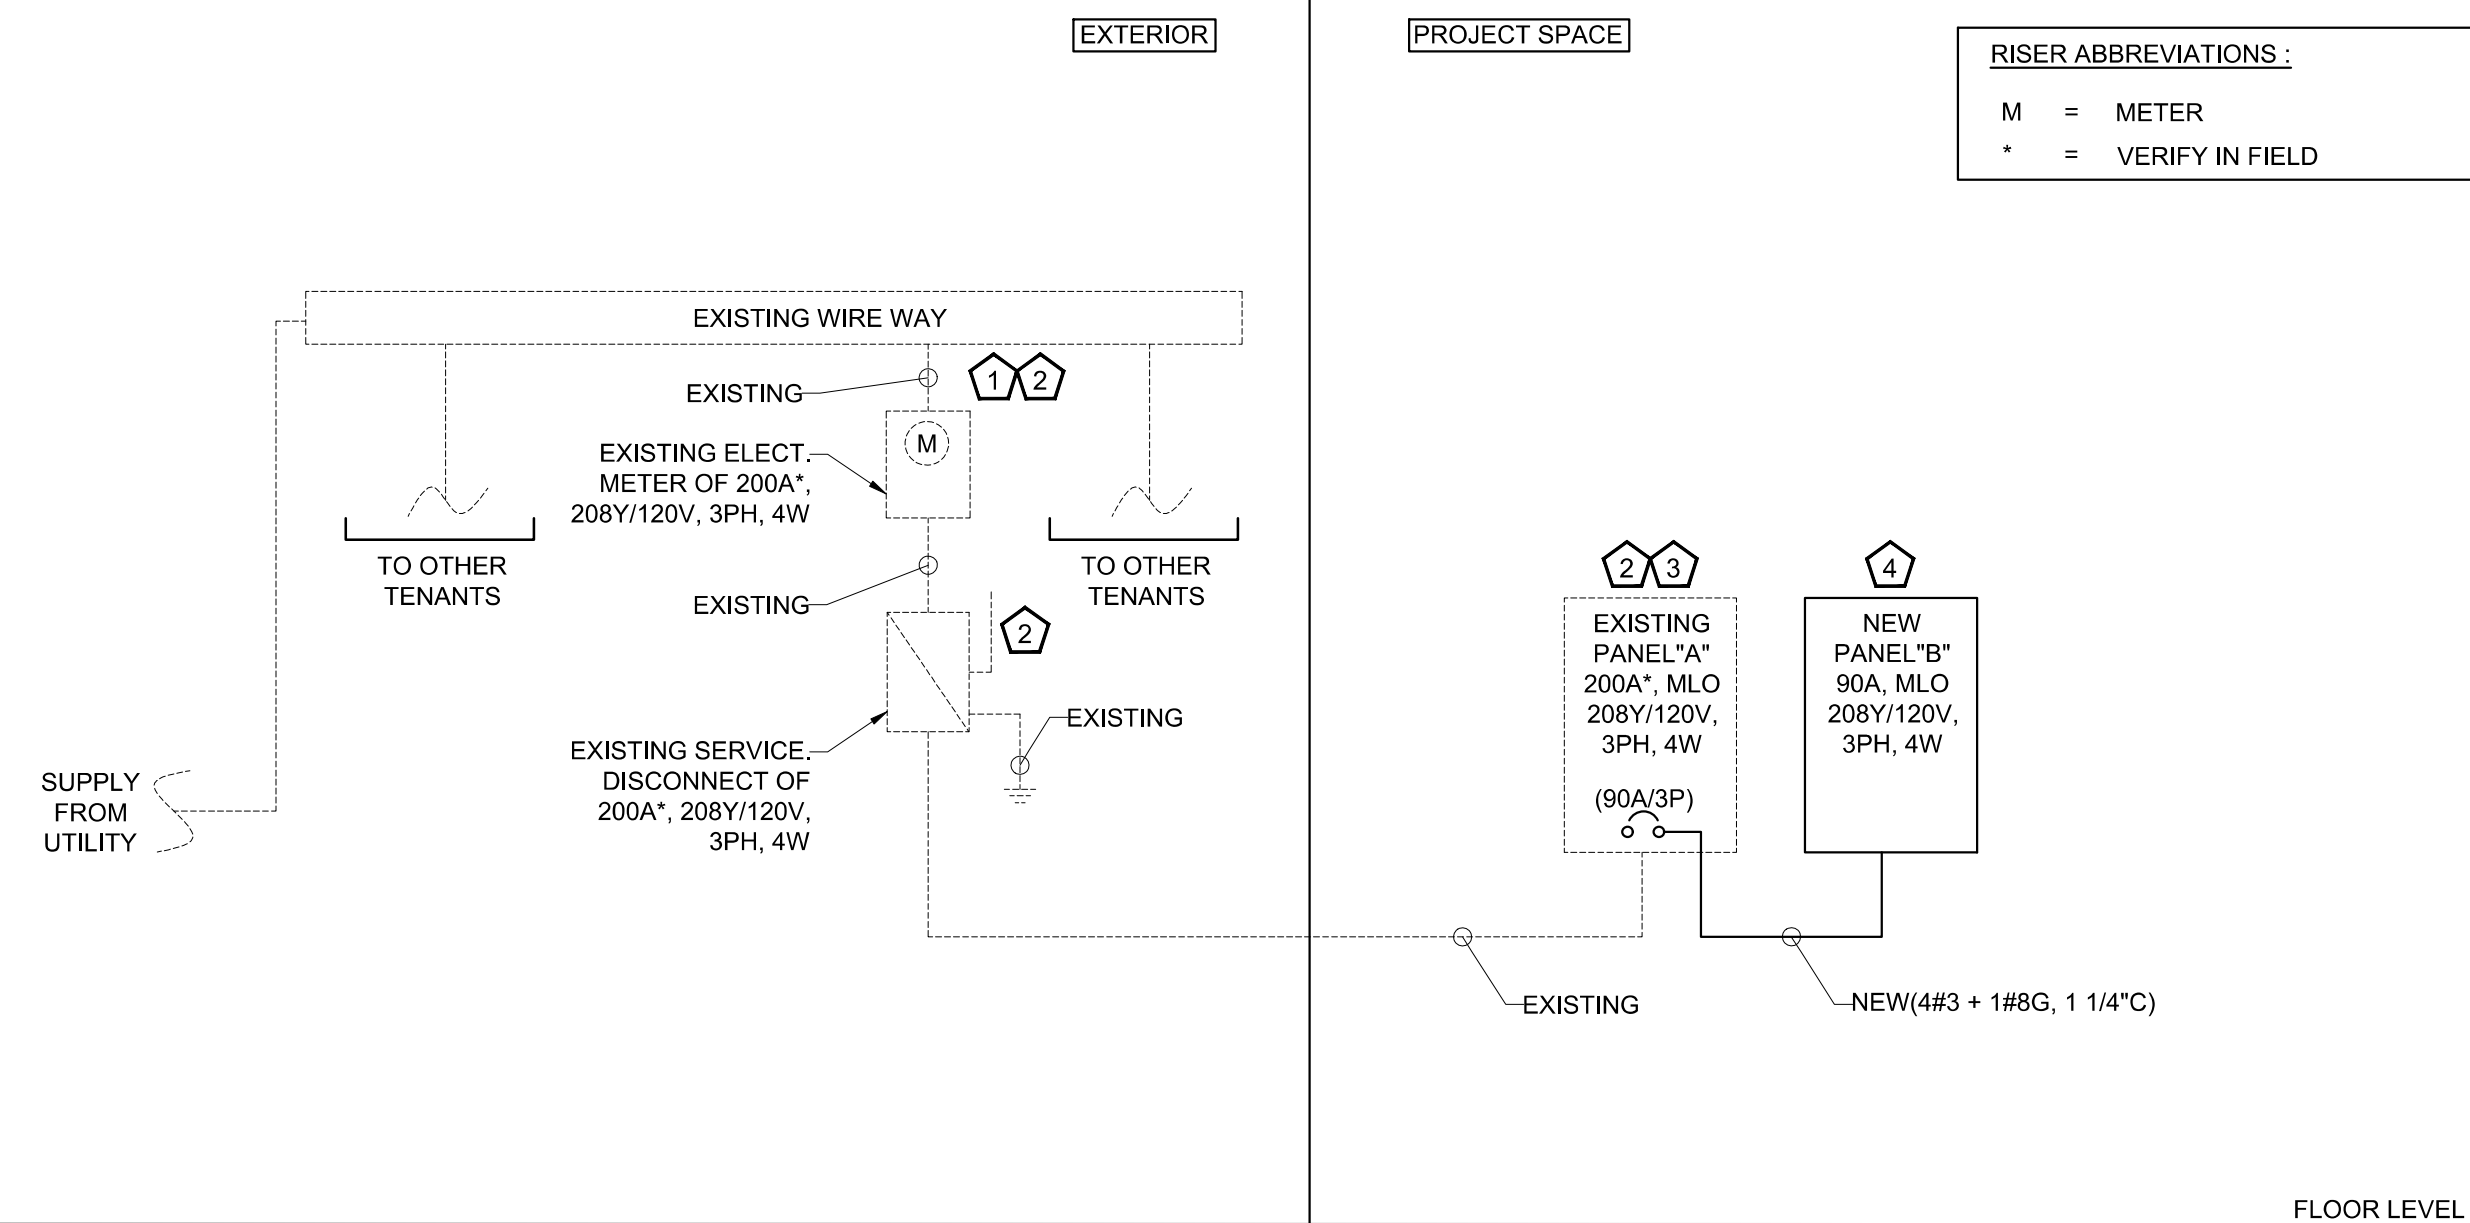 EXTERIOR
PROJECT SPACE
RISER ABBREVIATIONS :
M = METER
* = VERIFY IN FIELD
EXISTING WIRE WAY
1 2
EXISTING
M
EXISTING ELECT.
METER OF 200A*,
208Y/120V, 3PH, 4W
TO OTHER
TENANTS
TO OTHER
TENANTS
EXISTING
2
EXISTING
EXISTING SERVICE.
DISCONNECT OF
200A*, 208Y/120V,
3PH, 4W
SUPPLY
FROM
UTILITY
2 3
EXISTING
PANEL"A"
200A*, MLO
208Y/120V,
3PH, 4W
(90A/3P)
4
NEW
PANEL"B"
90A, MLO
208Y/120V,
3PH, 4W
EXISTING
NEW(4#3 + 1#8G, 1 1/4"C)
FLOOR LEVEL